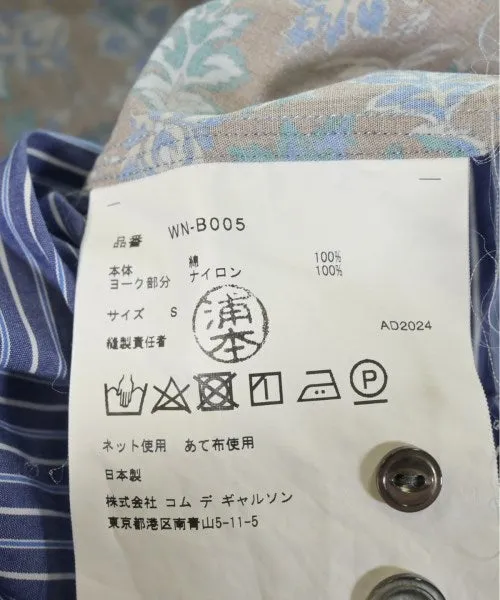 品番 WN-B005
本体 綿 100%
ヨーク部分 ナイロン 100%
サイズ S
浦本
縫製責任者
AD2024
P
ネット使用 あて布使用
日本製
株式会社 コム デ ギャルソン
東京都港区南青山5-11-5